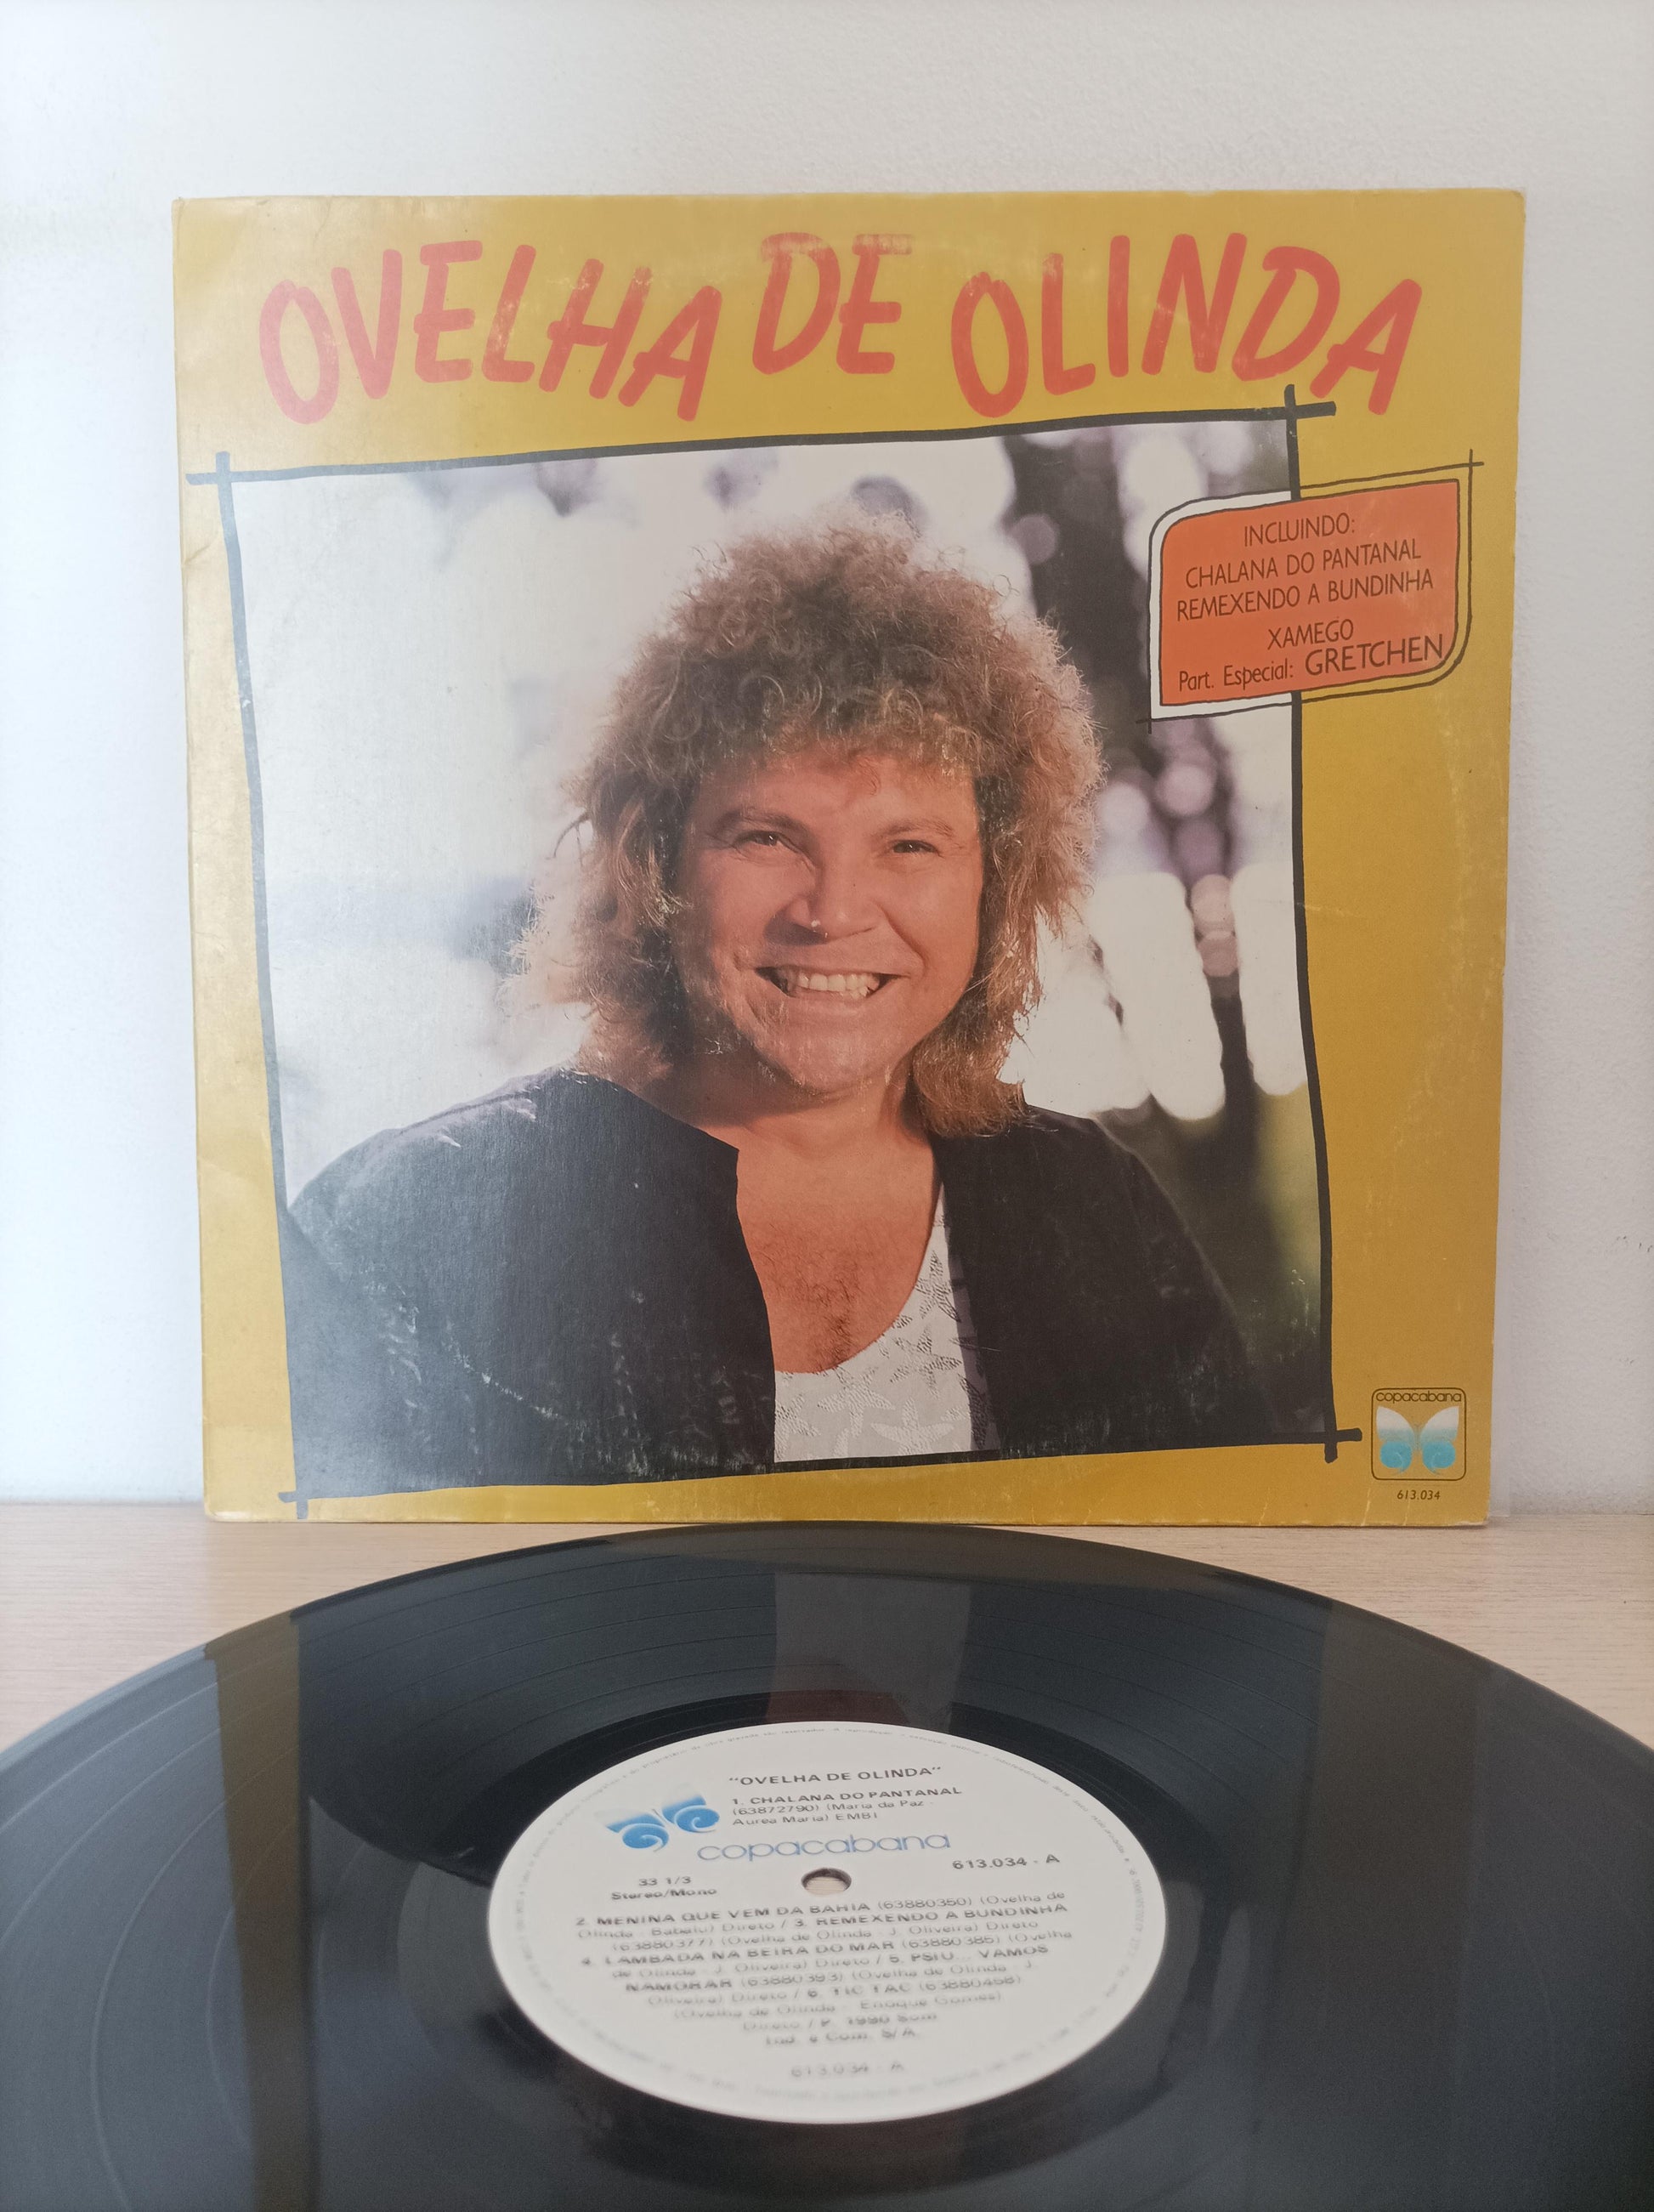 OVELHA DE OLINDA
INCLUINDO:
CHALANA DO PANTANAL
REMEXENDO A BUNDINHA
XAMEGO
Part. Especial: GRETCHEN
copacabana
613.034
"OVELHA DE OLINDA"
1. CHALANA DO PANTANAL
(63872790) (Maria da Paz -
Aurea Maria) EMBI
copacabana
613.034 - A
33 1/3
Stereo/Mono
2. MENINA QUE VEM DA BAHIA (63880350) (Ovelha de
Olinda - Babalu) Direto / 3. REMEXENDO A BUNDINHA
(63880377) (Ovelha de Olinda - J. Oliveira) Direto
4. LAMBADA NA BEIRA DO MAR (63880385) (Ovelha
de Olinda - J. Oliveira) Direto / 5. PSIU... VAMOS
NAMORAR (63880393) (Ovelha de Olinda - J.
Oliveira) Direto / 6. TIC TAC (63880458)
(Ovelha de Olinda - Enoque Gomes)
Direto / P. 1990 Som
Ind. e Com. S/A.
613.034 - A